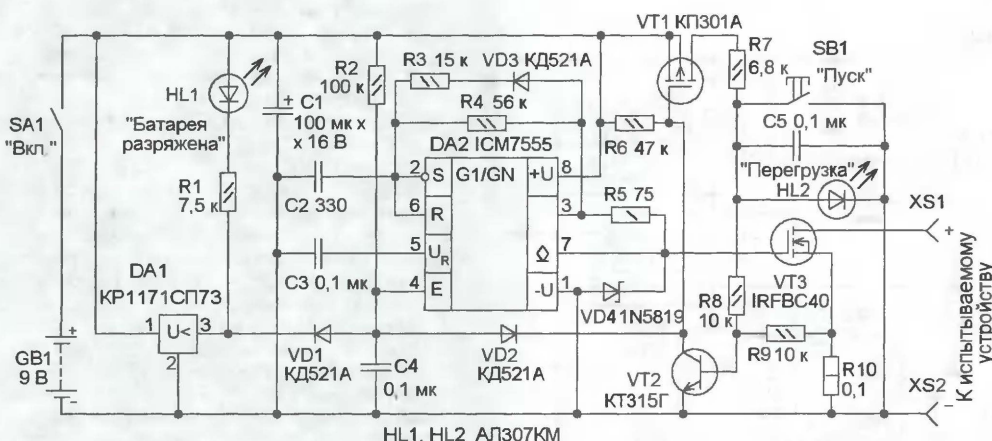 VT1 КП301А
R7
6,8 к
SB1
"Пуск"
C5 0,1 мк
"Перегрузка"
HL2
R3 15 к
VD3 КД521А
R2
100 к
R4 56 к
DA2 ICM7555
R6 47 к
HL1
"Батарея
разряжена"
C1
100 мк х
х 16 В
SA1
"Вкл."
R1
7,5 к
C2 330
2
S
G1/GN
+U
8
6
R
3
R5 75
5
UR
◊
7
C3 0,1 мк
4
E
-U
1
VD4 1N5819
XS1
+
VT3
IRFBC40
R8
10 к
R9 10 к
R10
0,1
К испытываемому
устройству
XS2
−
DA1
КР1171СП73
1
U<
3
2
GB1
9 В
+
−
VD1
КД521А
VD2
КД521А
C4
0,1 мк
VT2
КТ315Г
+
HL1, HL2 АЛ307КМ